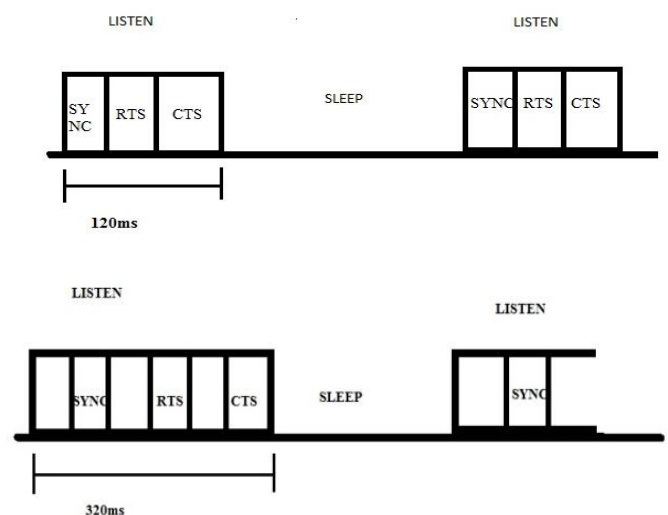 LISTEN
LISTEN
SLEEP
SY
NC
RTS
CTS
SYNC
RTS
CTS
120ms
LISTEN
LISTEN
SYNC
RTS
CTS
SLEEP
SYNC
320ms